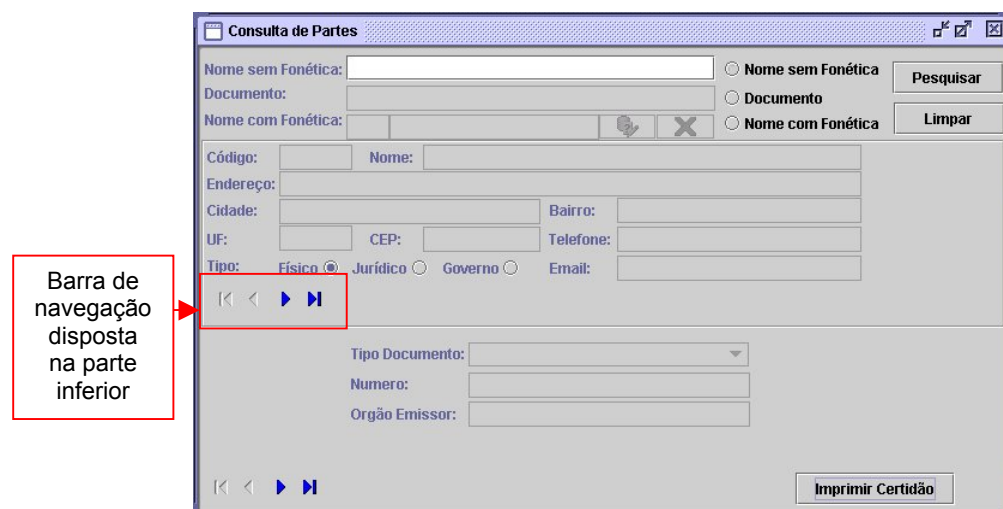 Consulta de Partes
Nome sem Fonética: Nome sem Fonética Pesquisar
Documento: Documento
Nome com Fonética: Nome com Fonética Limpar
Código: Nome:
Endereço:
Cidade: Bairro:
UF: CEP: Telefone:
Tipo: Físico Jurídico Governo Email:
Barra de
navegação
disposta
na parte
inferior
Tipo Documento:
Numero:
Orgão Emissor:
Imprimir Certidão